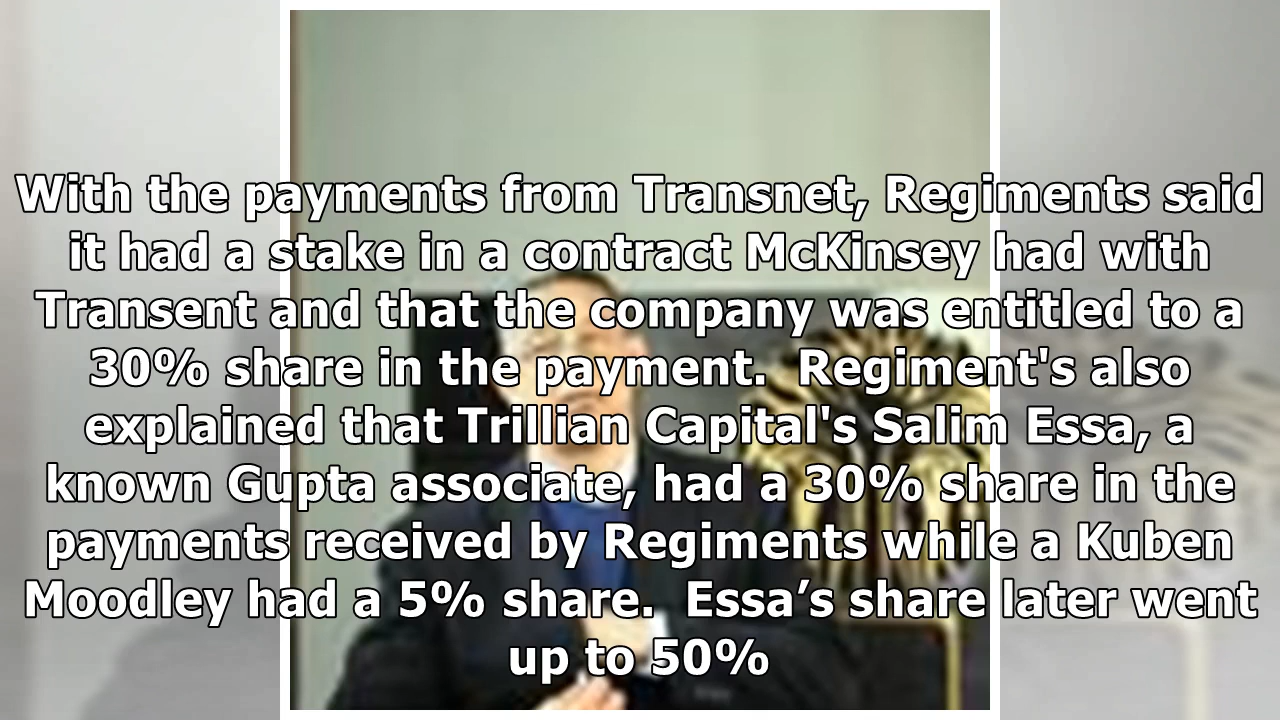 With the payments from Transnet, Regiments said
it had a stake in a contract McKinsey had with
Transent and that the company was entitled to a
30% share in the payment.  Regiment's also
explained that Trillian Capital's Salim Essa, a
known Gupta associate, had a 30% share in the
payments received by Regiments while a Kuben
Moodley had a 5% share.  Essa’s share later went
up to 50%